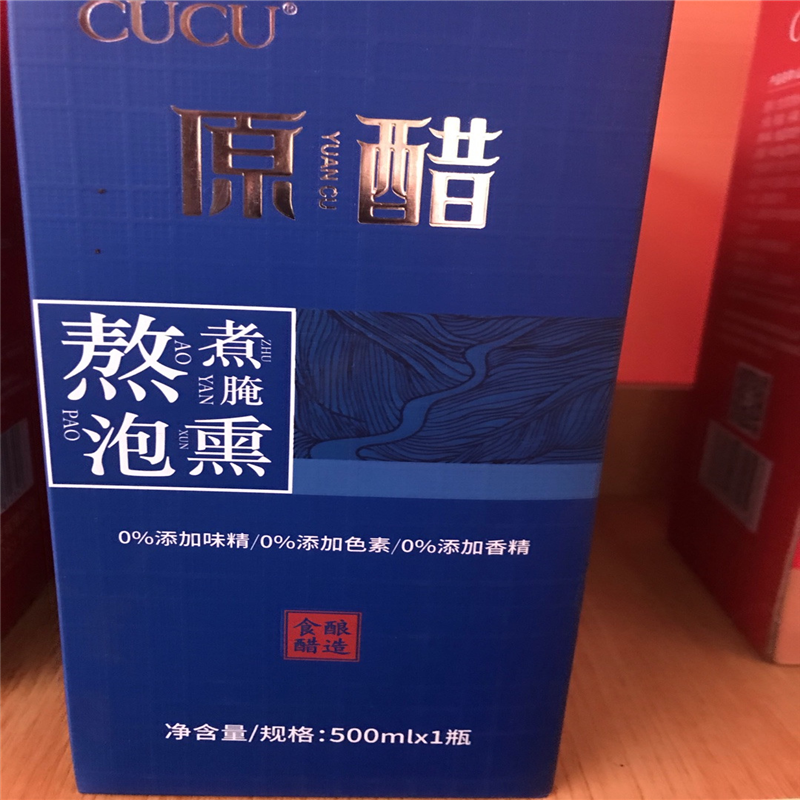 CUCU®
原醋
YUAN CU
熬煮腌泡熏
AO ZHU YAN PAO XUN
0%添加味精/0%添加色素/0%添加香精
酿造食醋
净含量/规格:500mlx1瓶